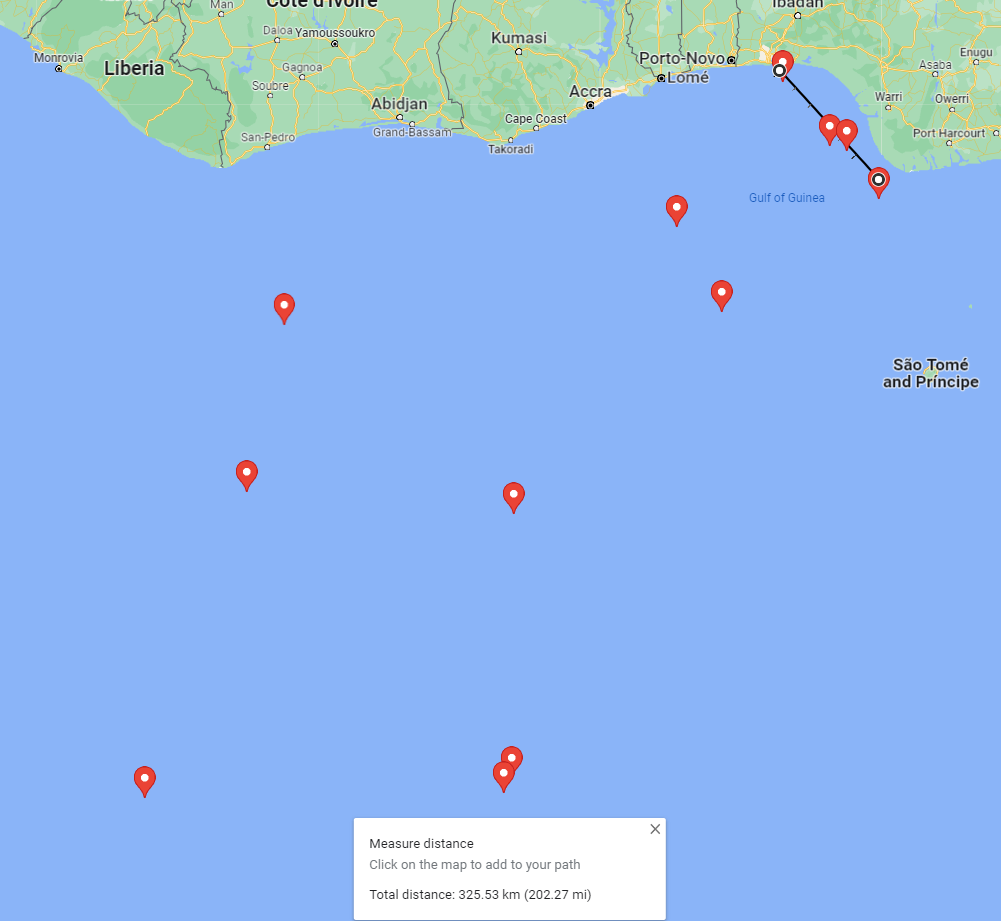 Man
Côte d'Ivoire
Ibadan
Daloa
Yamoussoukro
Kumasi
Enugu
Monrovia
Liberia
Gagnoa
Porto-Novo
Asaba
Lomé
Soubre
Accra
Abidjan
Warri
Owerri
Cape Coast
San-Pedro
Grand-Bassam
Port Harcourt
Takoradi
Gulf of Guinea
São Tomé
and Príncipe
Measure distance
Click on the map to add to your path
Total distance: 325.53 km (202.27 mi)